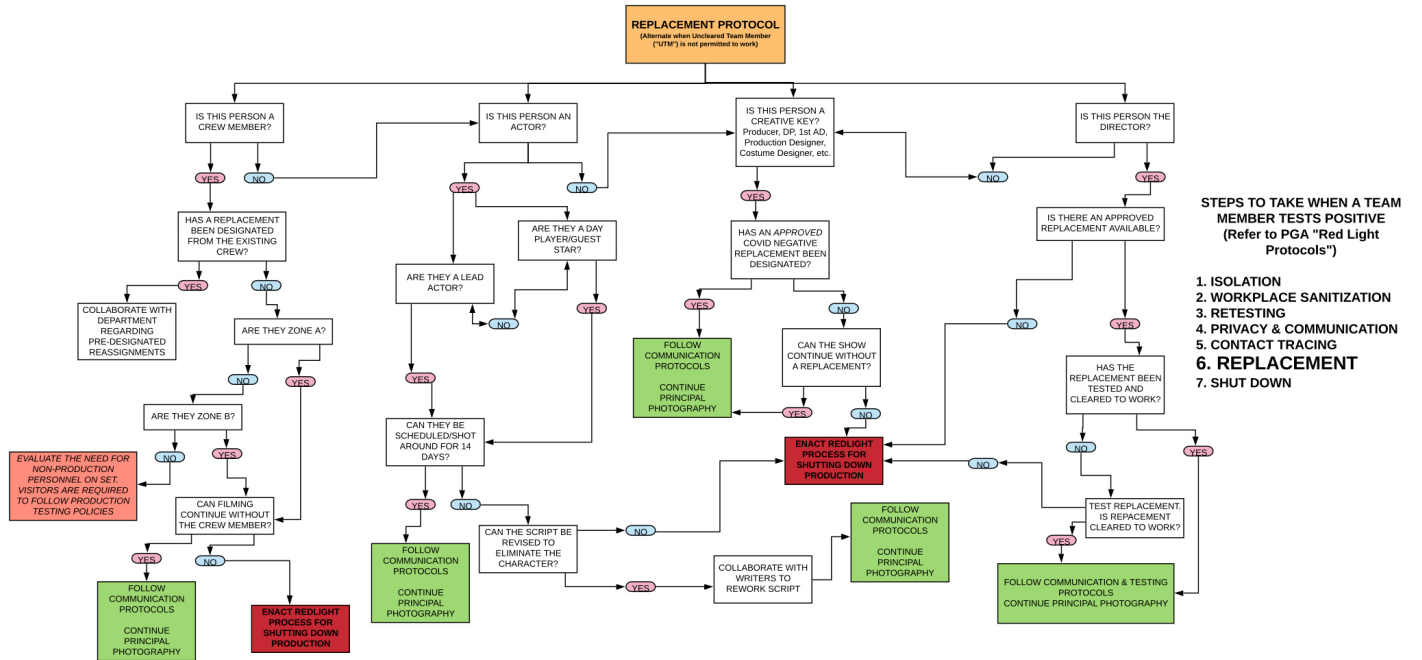 REPLACEMENT PROTOCOL
(Alternate when Uncleared Team Member
("UTM") is not permitted to work)
IS THIS PERSON A
CREW MEMBER?
YES
NO
HAS A REPLACEMENT
BEEN DESIGNATED
FROM THE EXISTING
CREW?
YES
NO
COLLABORATE WITH
DEPARTMENT
REGARDING
PRE-DESIGNATED
REASSIGNMENTS
ARE THEY ZONE A?
NO
YES
ARE THEY ZONE B?
NO
YES
EVALUATE THE NEED FOR
NON-PRODUCTION
PERSONNEL ON SET.
VISITORS ARE REQUIRED
TO FOLLOW PRODUCTION
TESTING POLICIES
CAN FILMING
CONTINUE WITHOUT
THE CREW MEMBER?
YES
NO
FOLLOW
COMMUNICATION
PROTOCOLS
CONTINUE
PRINCIPAL
PHOTOGRAPHY
ENACT REDLIGHT
PROCESS FOR
SHUTTING DOWN
PRODUCTION
IS THIS PERSON AN
ACTOR?
YES
NO
ARE THEY A DAY
PLAYER/GUEST
STAR?
ARE THEY A LEAD
ACTOR?
NO
YES
YES
CAN THEY BE
SCHEDULED/SHOT
AROUND FOR 14
DAYS?
YES
NO
FOLLOW
COMMUNICATION
PROTOCOLS
CONTINUE
PRINCIPAL
PHOTOGRAPHY
CAN THE SCRIPT BE
REVISED TO
ELIMINATE THE
CHARACTER?
NO
YES
COLLABORATE WITH
WRITERS TO
REWORK SCRIPT
FOLLOW
COMMUNICATION
PROTOCOLS
CONTINUE
PRINCIPAL
PHOTOGRAPHY
IS THIS PERSON A
CREATIVE KEY?
Producer, DP, 1st AD,
Production Designer,
Costume Designer, etc.
YES
HAS AN APPROVED
COVID NEGATIVE
REPLACEMENT BEEN
DESIGNATED?
YES
NO
FOLLOW
COMMUNICATION
PROTOCOLS
CONTINUE
PRINCIPAL
PHOTOGRAPHY
CAN THE SHOW
CONTINUE WITHOUT
A REPLACEMENT?
YES
NO
ENACT REDLIGHT
PROCESS FOR
SHUTTING DOWN
PRODUCTION
IS THIS PERSON THE
DIRECTOR?
NO
YES
IS THERE AN APPROVED
REPLACEMENT AVAILABLE?
NO
YES
HAS THE
REPLACEMENT BEEN
TESTED AND
CLEARED TO WORK?
NO
YES
NO
TEST REPLACEMENT.
IS REPACEMENT
CLEARED TO WORK?
YES
FOLLOW COMMUNICATION & TESTING
PROTOCOLS
CONTINUE PRINCIPAL PHOTOGRAPHY
STEPS TO TAKE WHEN A TEAM
MEMBER TESTS POSITIVE
(Refer to PGA "Red Light
Protocols")
1. ISOLATION
2. WORKPLACE SANITIZATION
3. RETESTING
4. PRIVACY & COMMUNICATION
5. CONTACT TRACING
6. REPLACEMENT
7. SHUT DOWN